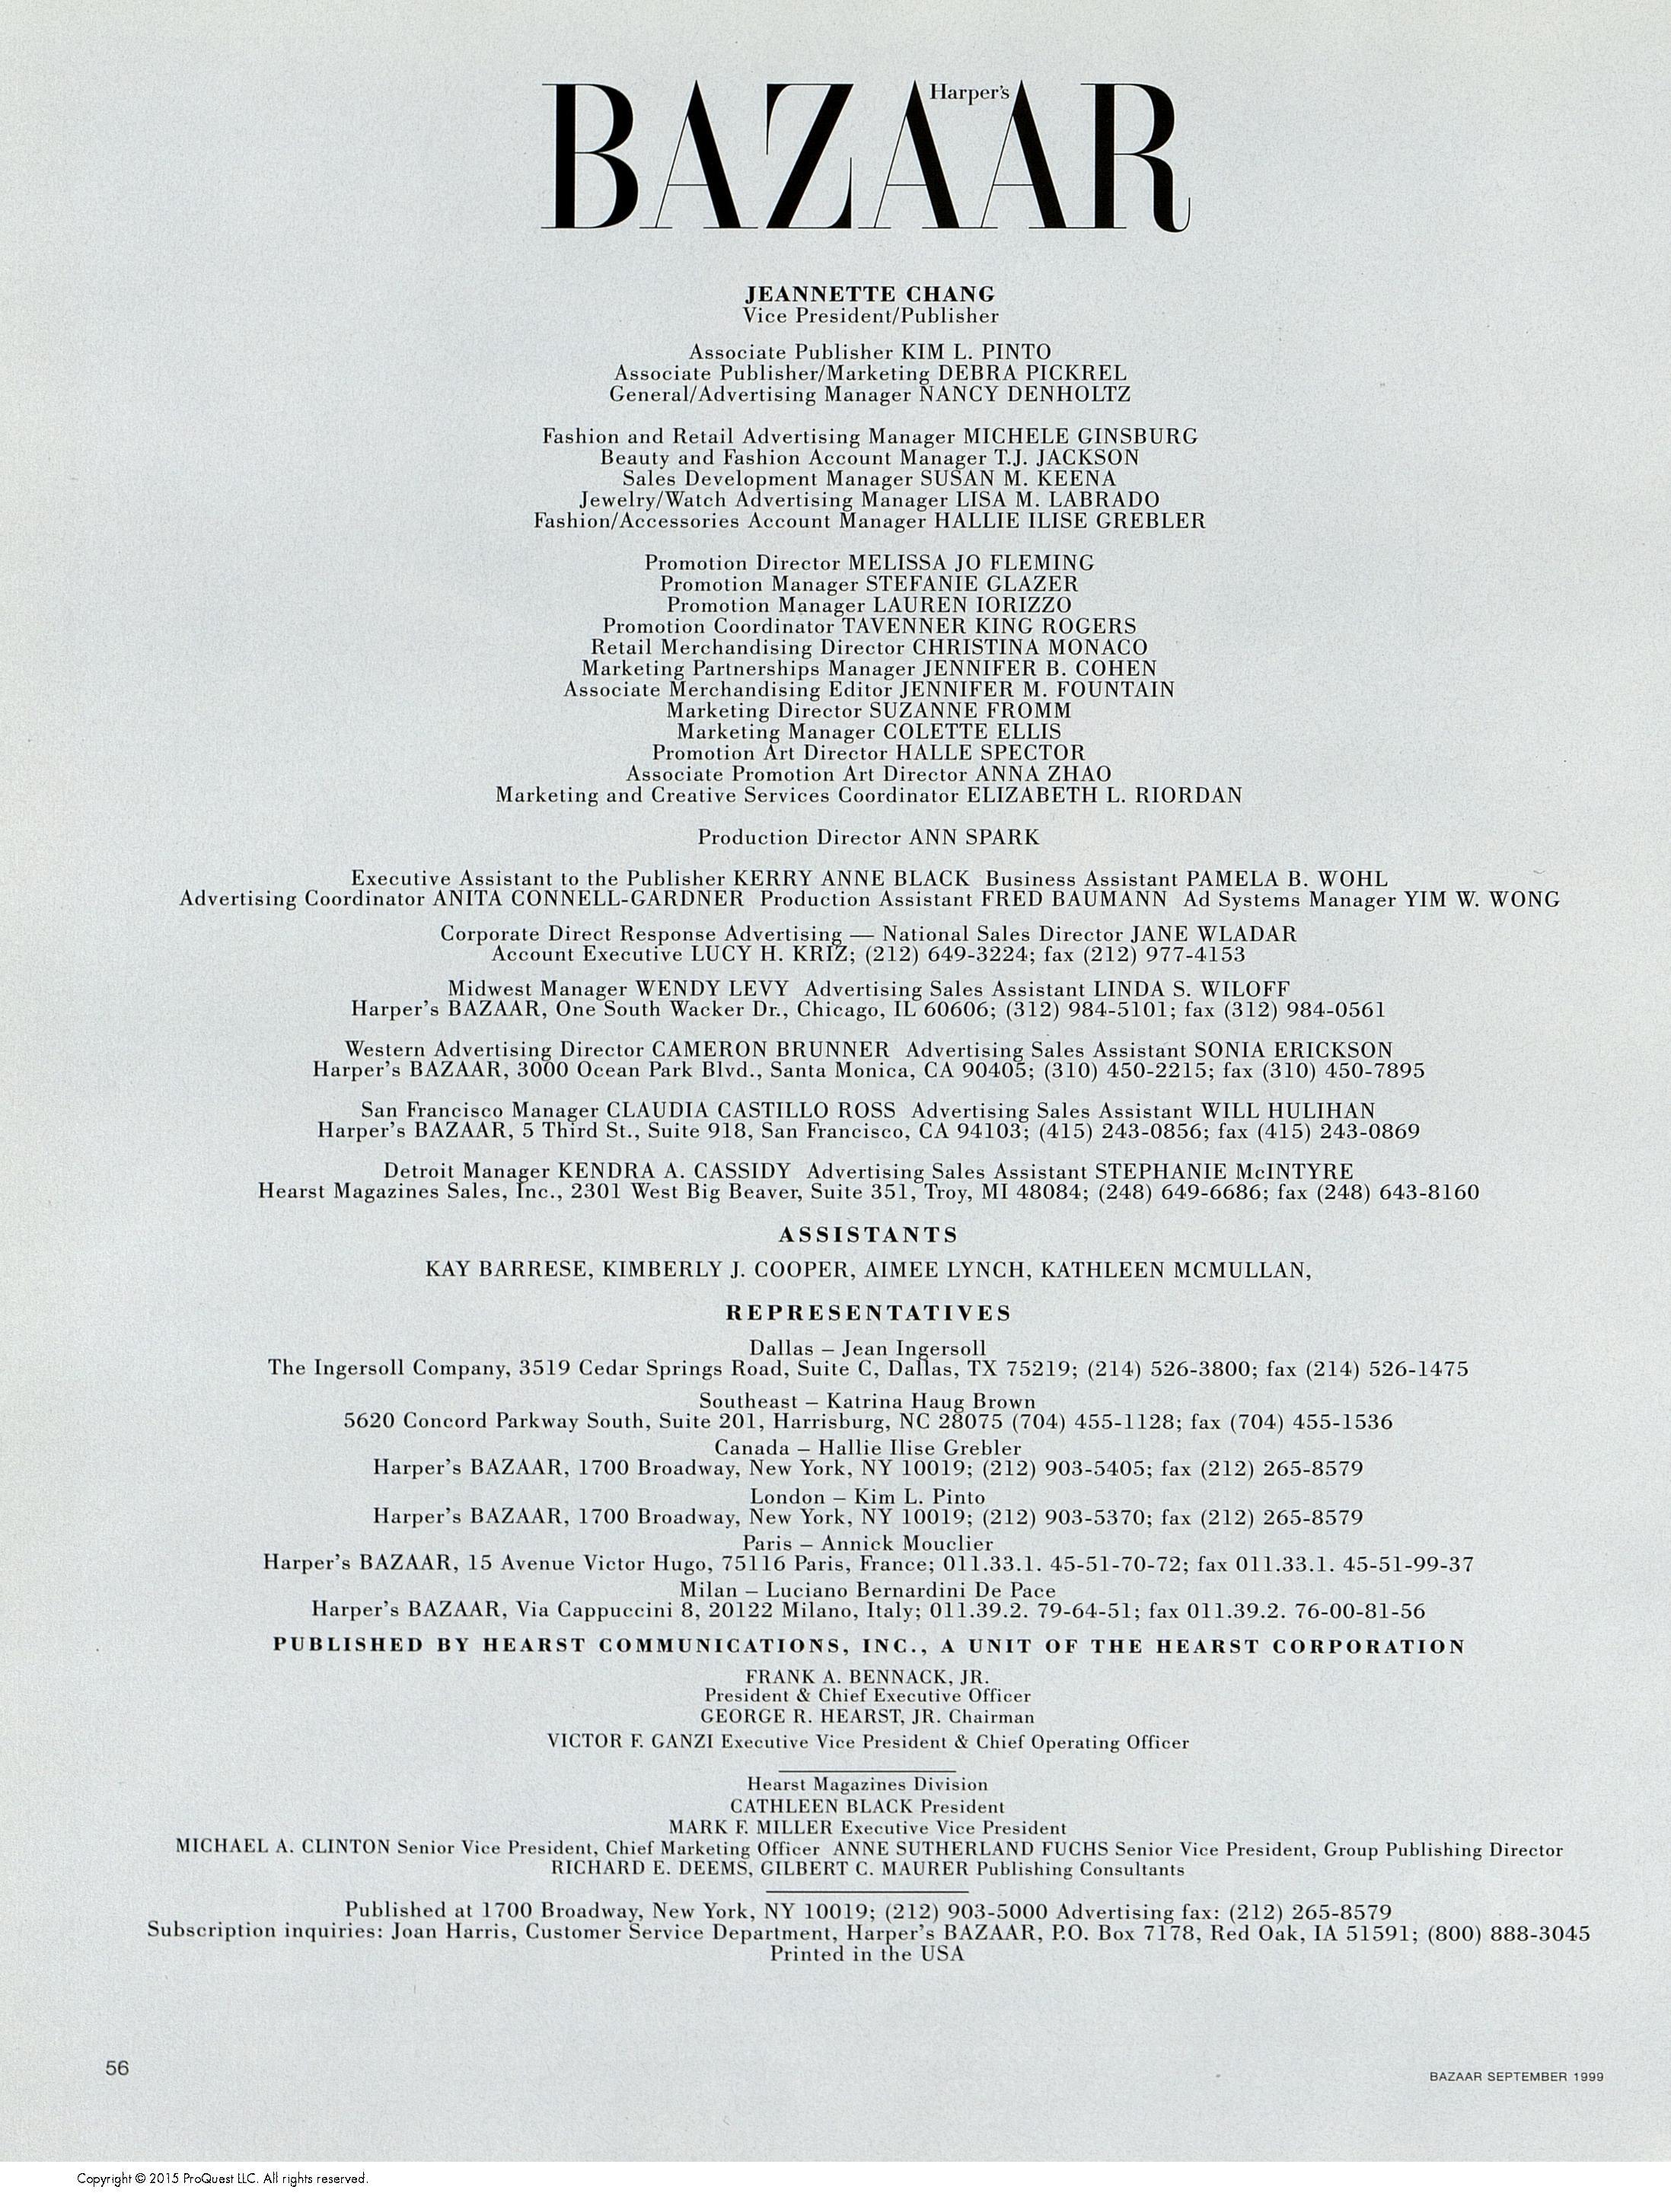 Harper's
BAZAAR
JEANNETTE CHANG
Vice President/Publisher
Associate Publisher KIM L. PINTO
Associate Publisher/Marketing DEBRA PICKREL
General/Advertising Manager NANCY DENHOLTZ
Fashion and Retail Advertising Manager MICHELE GINSBURG
Beauty and Fashion Account Manager T.J. JACKSON
Sales Development Manager SUSAN M. KEENA
Jewelry/Watch Advertising Manager LISA M. LABRADO
Fashion/Accessories Account Manager HALLIE ILISE GREBLER
Promotion Director MELISSA JO FLEMING
Promotion Manager STEFANIE GLAZER
Promotion Manager LAUREN IORIZZO
Promotion Coordinator TAVENNER KING ROGERS
Retail Merchandising Director CHRISTINA MONACO
Marketing Partnerships Manager JENNIFER B. COHEN
Associate Merchandising Editor JENNIFER M. FOUNTAIN
Marketing Director SUZANNE FROMM
Marketing Manager COLETTE ELLIS
Promotion Art Director HALLE SPECTOR
Associate Promotion Art Director ANNA ZHAO
Marketing and Creative Services Coordinator ELIZABETH L. RIORDAN
Production Director ANN SPARK
Executive Assistant to the Publisher KERRY ANNE BLACK Business Assistant PAMELA B. WOHL
Advertising Coordinator ANITA CONNELL-GARDNER Production Assistant FRED BAUMANN Ad Systems Manager YIM W. WONG
Corporate Direct Response Advertising — National Sales Director JANE WLADAR
Account Executive LUCY H. KRIZ; (212) 649-3224; fax (212) 977-4153
Midwest Manager WENDY LEVY Advertising Sales Assistant LINDA S. WILOFF
Harper's BAZAAR, One South Wacker Dr., Chicago, IL 60606; (312) 984-5101; fax (312) 984-0561
Western Advertising Director CAMERON BRUNNER Advertising Sales Assistant SONIA ERICKSON
Harper's BAZAAR, 3000 Ocean Park Blvd., Santa Monica, CA 90405; (310) 450-2215; fax (310) 450-7895
San Francisco Manager CLAUDIA CASTILLO ROSS Advertising Sales Assistant WILL HULIHAN
Harper's BAZAAR, 5 Third St., Suite 918, San Francisco, CA 94103; (415) 243-0856; fax (415) 243-0869
Detroit Manager KENDRA A. CASSIDY Advertising Sales Assistant STEPHANIE McINTYRE
Hearst Magazines Sales, Inc., 2301 West Big Beaver, Suite 351, Troy, MI 48084; (248) 649-6686; fax (248) 643-8160
ASSISTANTS
KAY BARRESE, KIMBERLY J. COOPER, AIMEE LYNCH, KATHLEEN MCMULLAN,
REPRESENTATIVES
Dallas – Jean Ingersoll
The Ingersoll Company, 3519 Cedar Springs Road, Suite C, Dallas, TX 75219; (214) 526-3800; fax (214) 526-1475
Southeast – Katrina Haug Brown
5620 Concord Parkway South, Suite 201, Harrisburg, NC 28075 (704) 455-1128; fax (704) 455-1536
Canada – Hallie Ilise Grebler
Harper's BAZAAR, 1700 Broadway, New York, NY 10019; (212) 903-5405; fax (212) 265-8579
London – Kim L. Pinto
Harper's BAZAAR, 1700 Broadway, New York, NY 10019; (212) 903-5370; fax (212) 265-8579
Paris – Annick Mouclier
Harper's BAZAAR, 15 Avenue Victor Hugo, 75116 Paris, France; 011.33.1. 45-51-70-72; fax 011.33.1. 45-51-99-37
Milan – Luciano Bernardini De Pace
Harper's BAZAAR, Via Cappuccini 8, 20122 Milano, Italy; 011.39.2. 79-64-51; fax 011.39.2. 76-00-81-56
PUBLISHED BY HEARST COMMUNICATIONS, INC., A UNIT OF THE HEARST CORPORATION
FRANK A. BENNACK, JR.
President & Chief Executive Officer
GEORGE R. HEARST, JR. Chairman
VICTOR F. GANZI Executive Vice President & Chief Operating Officer
Hearst Magazines Division
CATHLEEN BLACK President
MARK F. MILLER Executive Vice President
MICHAEL A. CLINTON Senior Vice President, Chief Marketing Officer ANNE SUTHERLAND FUCHS Senior Vice President, Group Publishing Director
RICHARD E. DEEMS, GILBERT C. MAURER Publishing Consultants
Published at 1700 Broadway, New York, NY 10019; (212) 903-5000 Advertising fax: (212) 265-8579
Subscription inquiries: Joan Harris, Customer Service Department, Harper's BAZAAR, P.O. Box 7178, Red Oak, IA 51591; (800) 888-3045
Printed in the USA
56
BAZAAR SEPTEMBER 1999
Copyright © 2015 ProQuest LLC. All rights reserved.